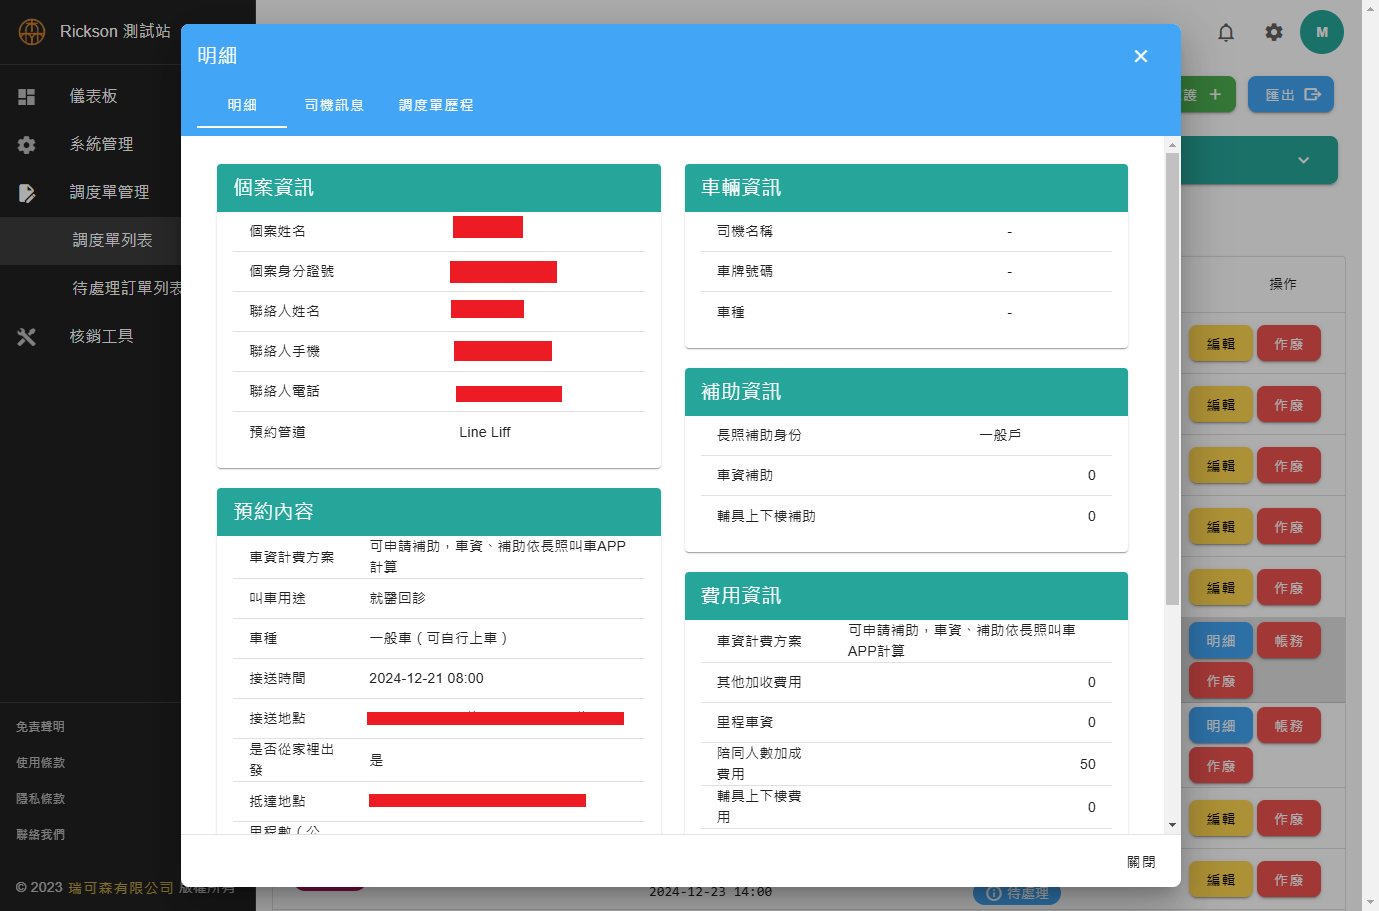 Rickson 測試站
儀表板
系統管理
調度單管理
調度單列表
待處理訂單列表
核銷工具
免責聲明
使用條款
隱私條款
聯絡我們
© 2023 瑞可森有限公司 版權所有
M
護
匯出
操作
編輯 作廢
編輯 作廢
編輯 作廢
編輯 作廢
編輯 作廢
明細 帳務
作廢
明細 帳務
作廢
編輯 作廢
編輯 作廢
明細
明細 司機訊息 調度單歷程
個案資訊
個案姓名
個案身分證號
聯絡人姓名
聯絡人手機
聯絡人電話
預約管道 Line Liff
預約內容
車資計費方案 可申請補助，車資、補助依長照叫車APP
計算
叫車用途 就醫回診
車種 一般車（可自行上車）
接送時間 2024-12-21 08:00
接送地點
是否從家裡出
發 是
抵達地點
里程數（公
車輛資訊
司機名稱 -
車牌號碼 -
車種 -
補助資訊
長照補助身份 一般戶
車資補助 0
輔具上下樓補助 0
費用資訊
車資計費方案 可申請補助，車資、補助依長照叫車
APP計算
其他加收費用 0
里程車資 0
陪同人數加成
費用 50
輔具上下樓費
用 0
關閉
2024-12-23 14:00 待處理